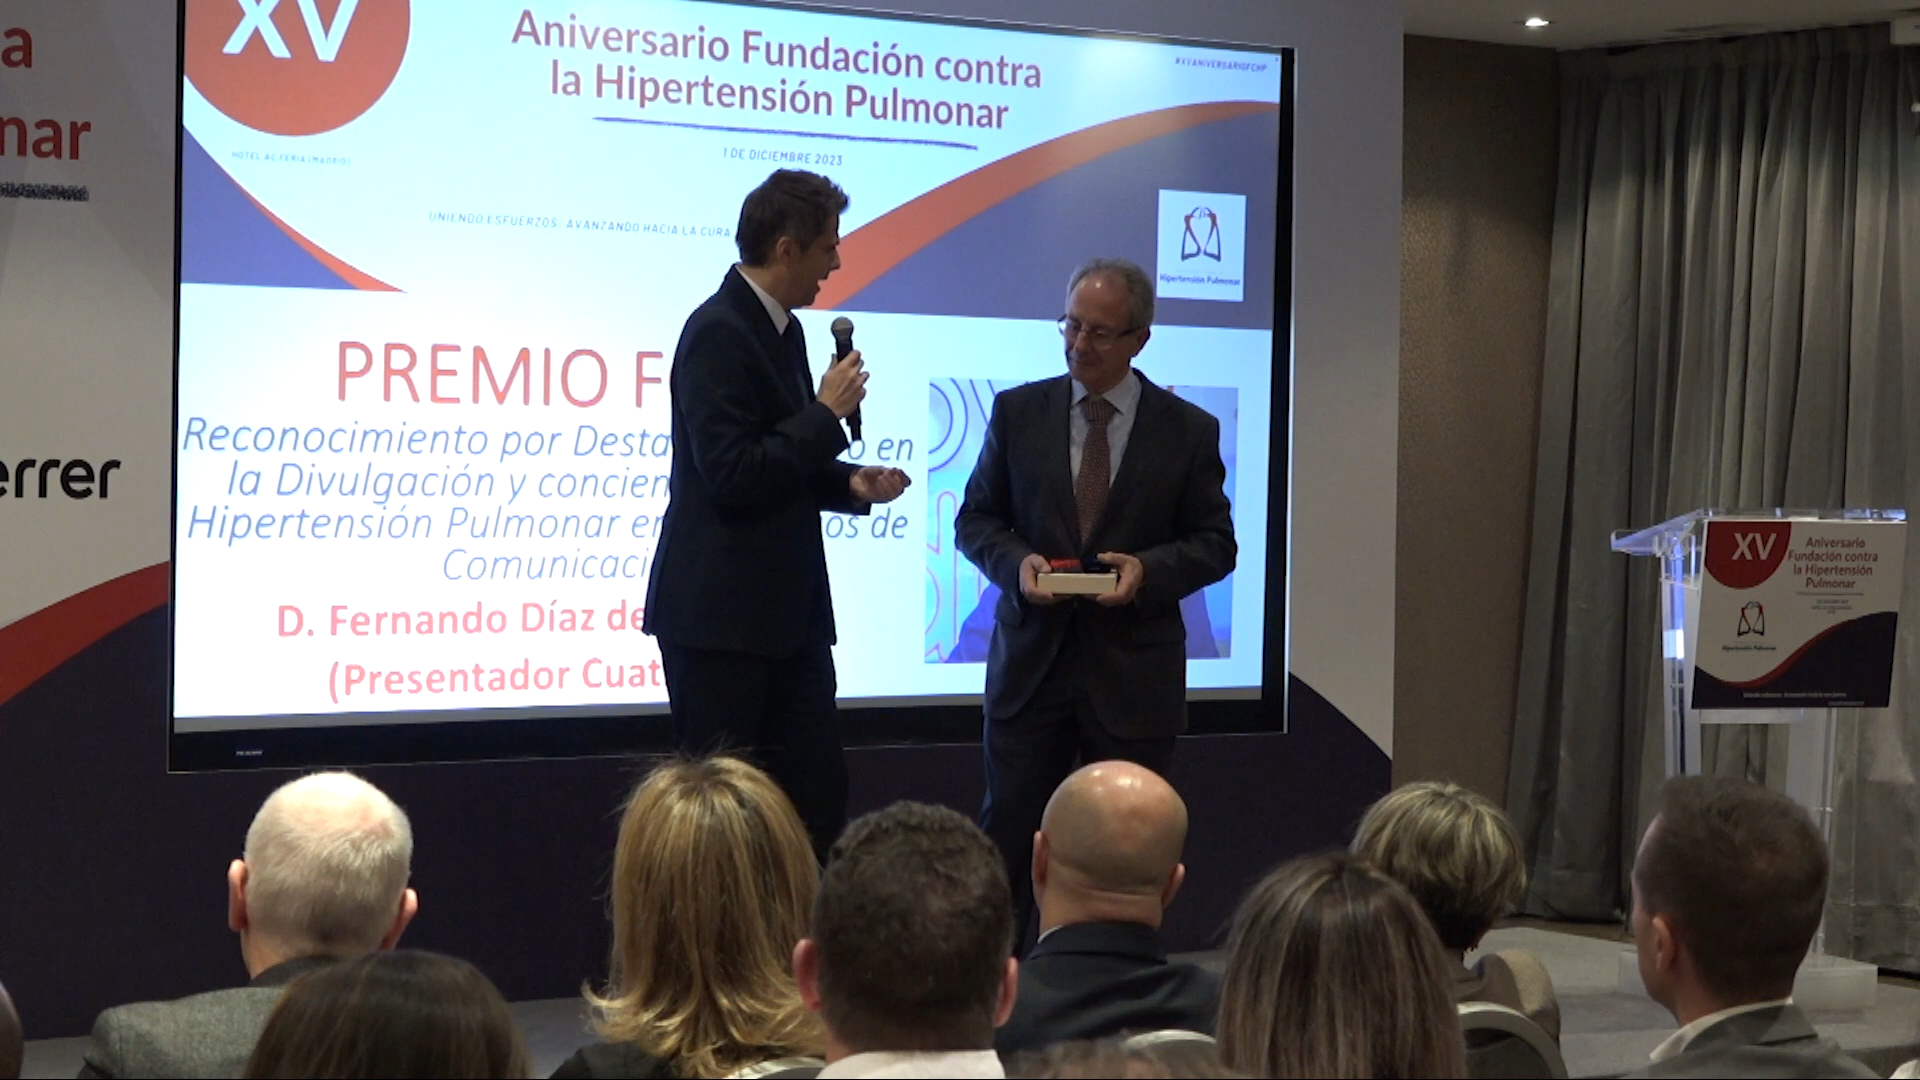 a
nar
errer
XV
Aniversario Fundación contra
la Hipertensión Pulmonar
#XVANIVERSARIOFCHP
HOTEL AC FERIA (MADRID)
1 DE DICIEMBRE 2023
UNIENDO ESFUERZOS: AVANZANDO HACIA LA CURA
Hipertensión Pulmonar
PREMIO F
Reconocimiento por Desta o en
la Divulgación y concien
Hipertensión Pulmonar en os de
Comunicaci
D. Fernando Díaz de
(Presentador Cuat
XV
Aniversario
Fundación contra
la Hipertensión
Pulmonar
Hipertensión Pulmonar